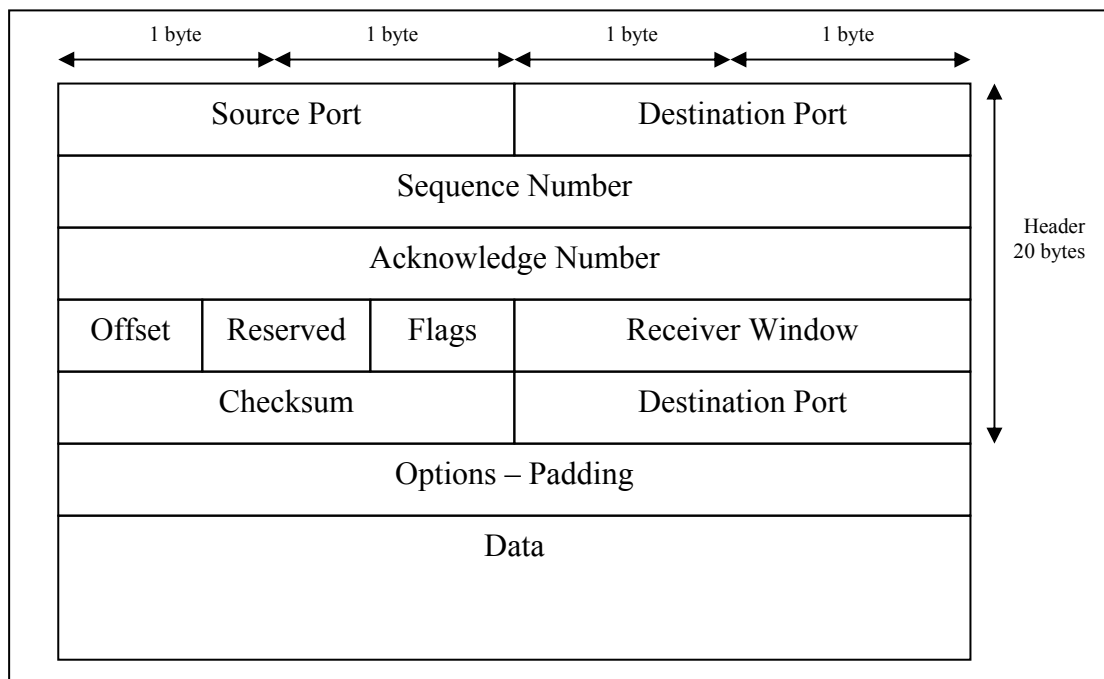 1 byte 1 byte 1 byte 1 byte
Source Port Destination Port
Sequence Number
Acknowledge Number
Header
20 bytes
Offset Reserved Flags Receiver Window
Checksum Destination Port
Options – Padding
Data